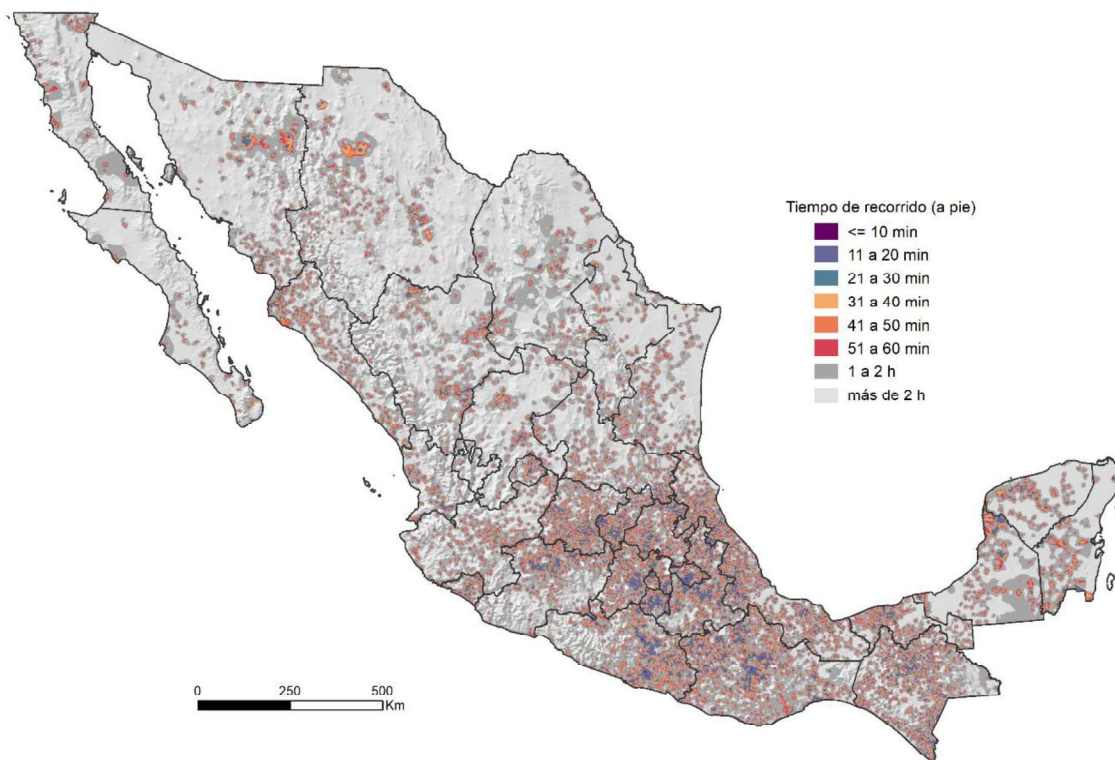 Tiempo de recorrido (a pie)
<= 10 min
11 a 20 min
21 a 30 min
31 a 40 min
41 a 50 min
51 a 60 min
1 a 2 h
más de 2 h
0 250 500
Km